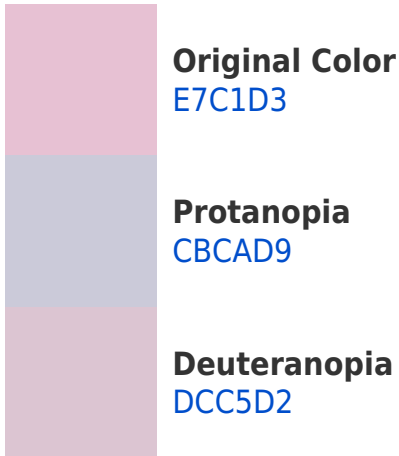 Original Color
E7C1D3
Protanopia
CBCAD9
Deuteranopia
DCC5D2